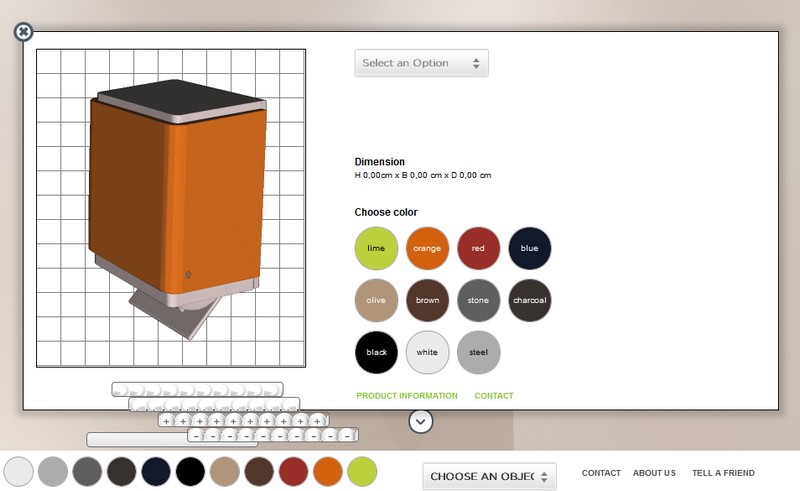 Select an Option
Dimension
H 0,00cm x B 0,00 cm x D 0,00 cm
Choose color
lime orange red blue
olive brown stone charcoal
black white steel
PRODUCT INFORMATION CONTACT
+ + + + + + + + + +
- - - - - - - - - -
CHOOSE AN OBJEC CONTACT ABOUT US TELL A FRIEND